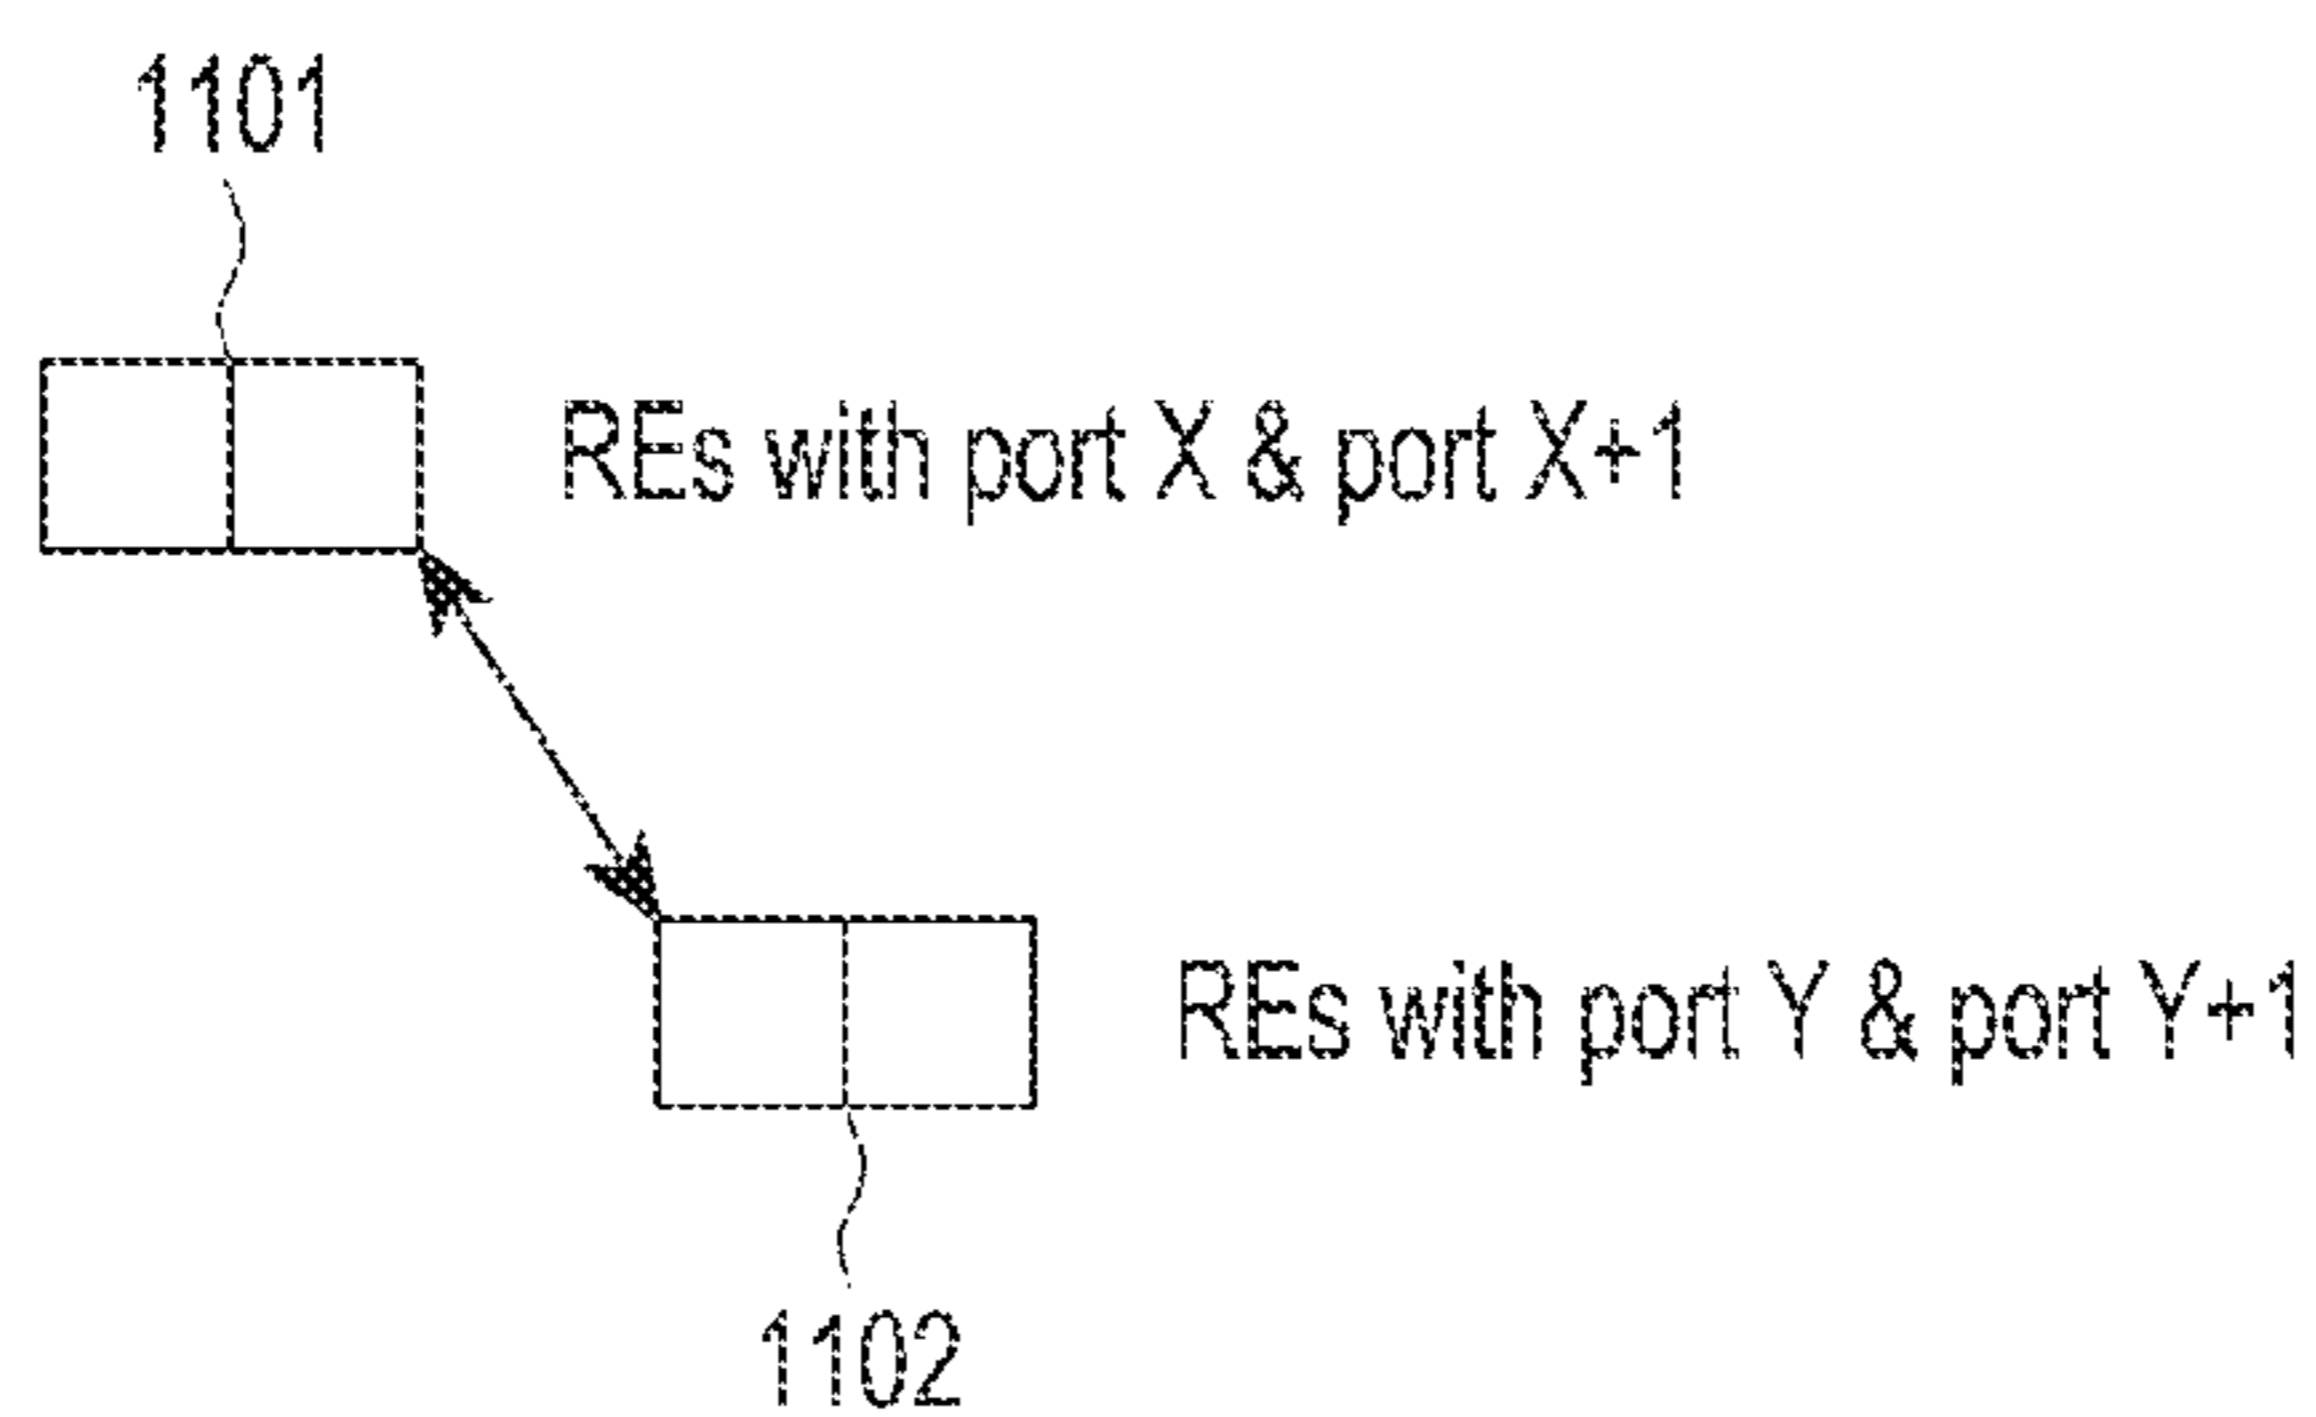 1101
REs with port X & port X+1
REs with port Y & port Y+1
1102